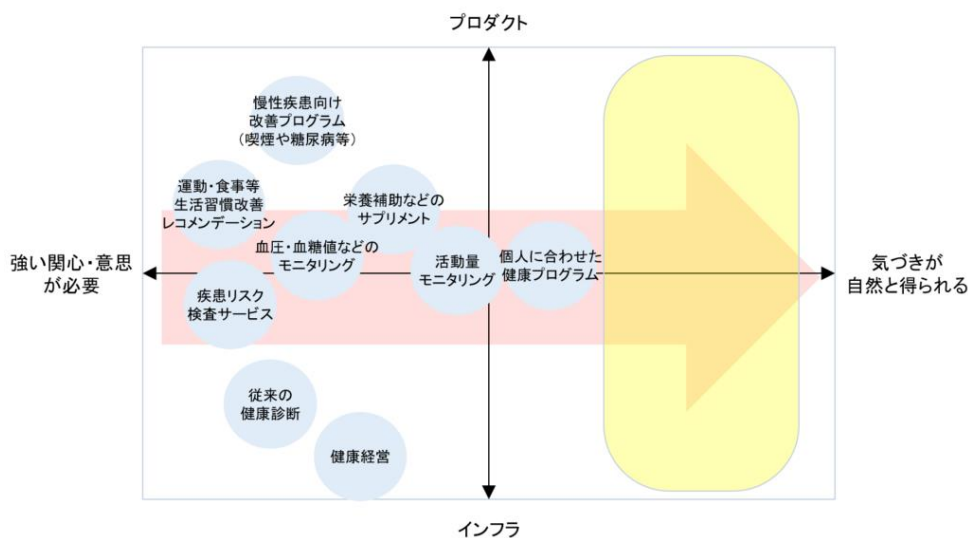 プロダクト
慢性疾患向け
改善プログラム
（喫煙や糖尿病等）
運動・食事等
生活習慣改善
レコメンデーション
栄養補助などの
サプリメント
血圧・血糖値などの
モニタリング
活動量
モニタリング
個人に合わせた
健康プログラム
強い関心・意思
が必要
気づきが
自然と得られる
疾患リスク
検査サービス
従来の
健康診断
健康経営
インフラ